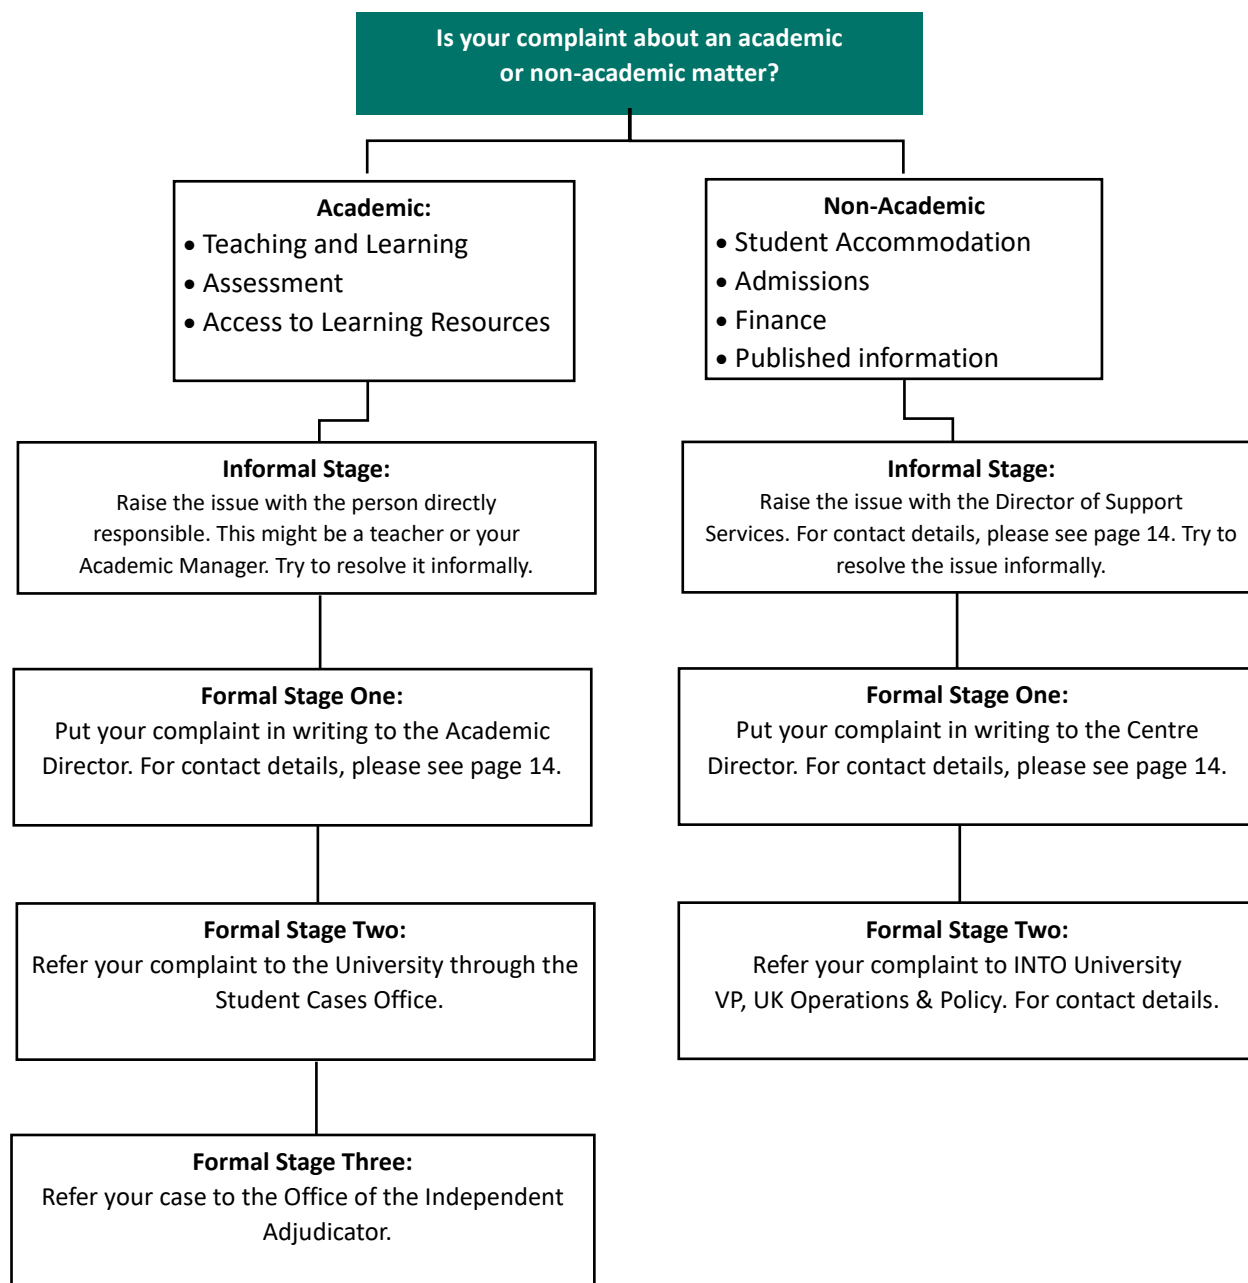 Is your complaint about an academic
or non-academic matter?
Academic:
• Teaching and Learning
• Assessment
• Access to Learning Resources
Non-Academic
• Student Accommodation
• Admissions
• Finance
• Published information
Informal Stage:
Raise the issue with the person directly
responsible. This might be a teacher or your
Academic Manager. Try to resolve it informally.
Informal Stage:
Raise the issue with the Director of Support
Services. For contact details, please see page 14. Try to
resolve the issue informally.
Formal Stage One:
Put your complaint in writing to the Academic
Director. For contact details, please see page 14.
Formal Stage One:
Put your complaint in writing to the Centre
Director. For contact details, please see page 14.
Formal Stage Two:
Refer your complaint to the University through the
Student Cases Office.
Formal Stage Two:
Refer your complaint to INTO University
VP, UK Operations & Policy. For contact details.
Formal Stage Three:
Refer your case to the Office of the Independent
Adjudicator.